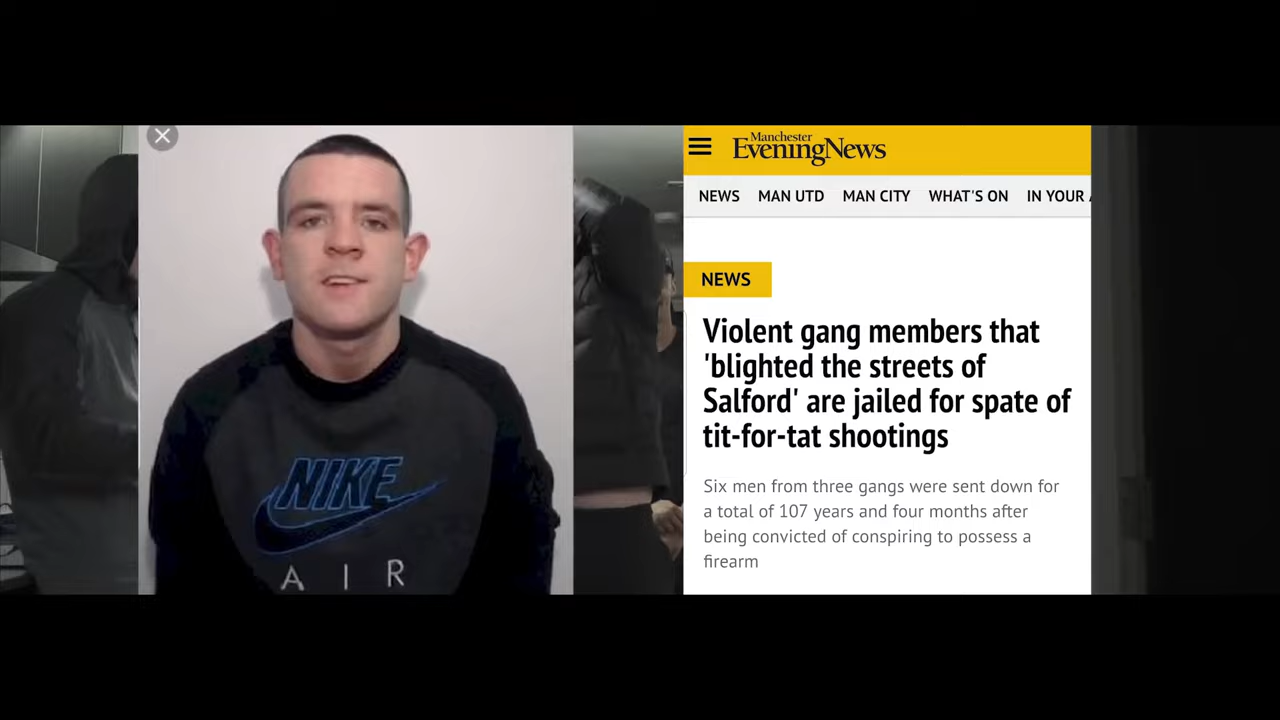 NIKE
AIR
Manchester
EveningNews
NEWS MAN UTD MAN CITY WHAT'S ON IN YOUR
NEWS
Violent gang members that
'blighted the streets of
Salford' are jailed for spate of
tit-for-tat shootings
Six men from three gangs were sent down for
a total of 107 years and four months after
being convicted of conspiring to possess a
firearm